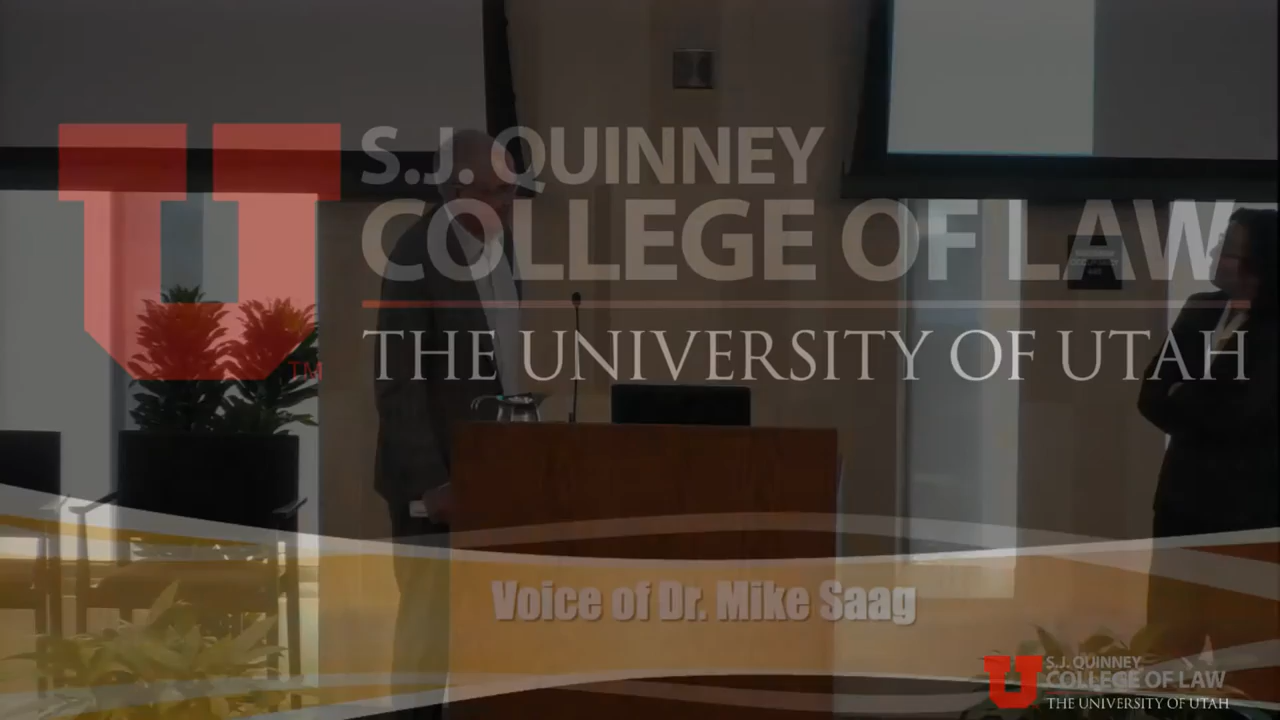 S.J. QUINNEY
COLLEGE OF LAW
THE UNIVERSITY OF UTAH
TM
Voice of Dr. Mike Saag
S.J. QUINNEY
COLLEGE OF LAW
THE UNIVERSITY OF UTAH